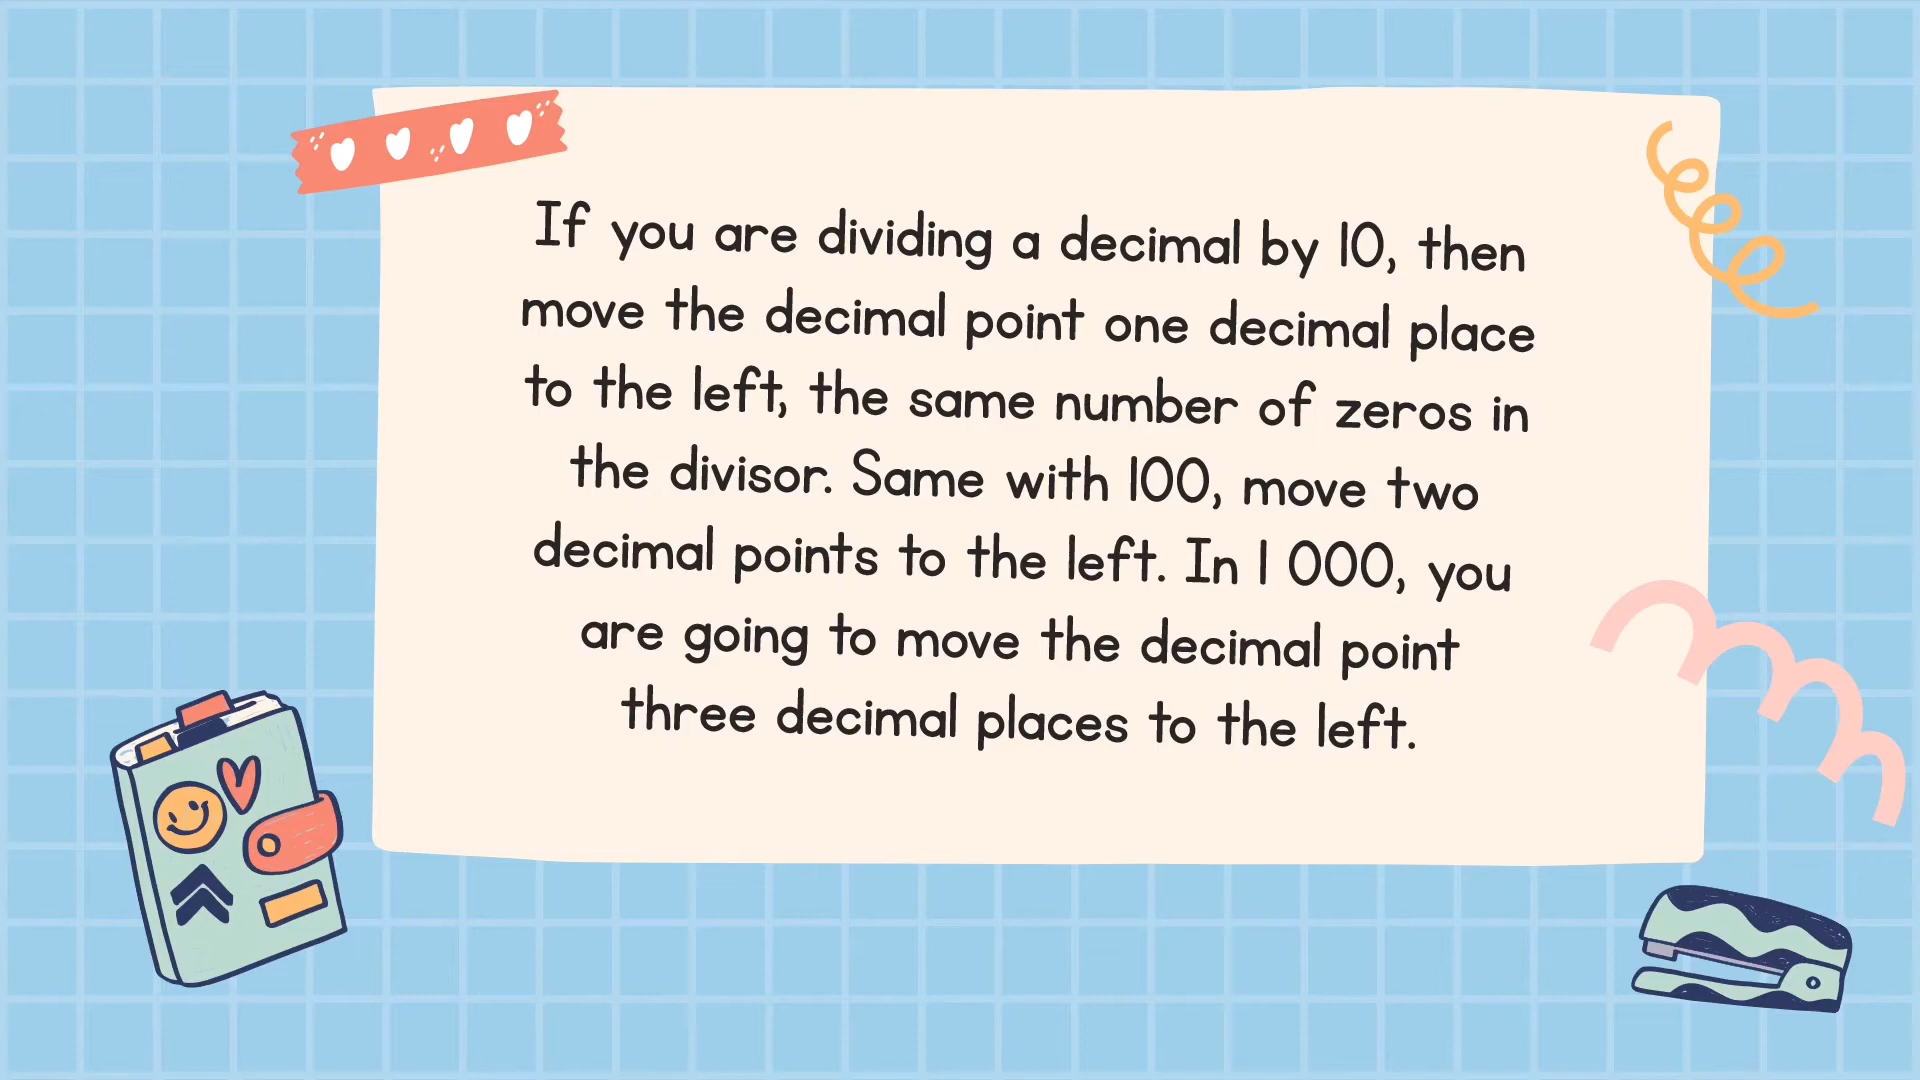 If you are dividing a decimal by 10, then
move the decimal point one decimal place
to the left, the same number of zeros in
the divisor. Same with 100, move two
decimal points to the left. In 1 000, you
are going to move the decimal point
three decimal places to the left.